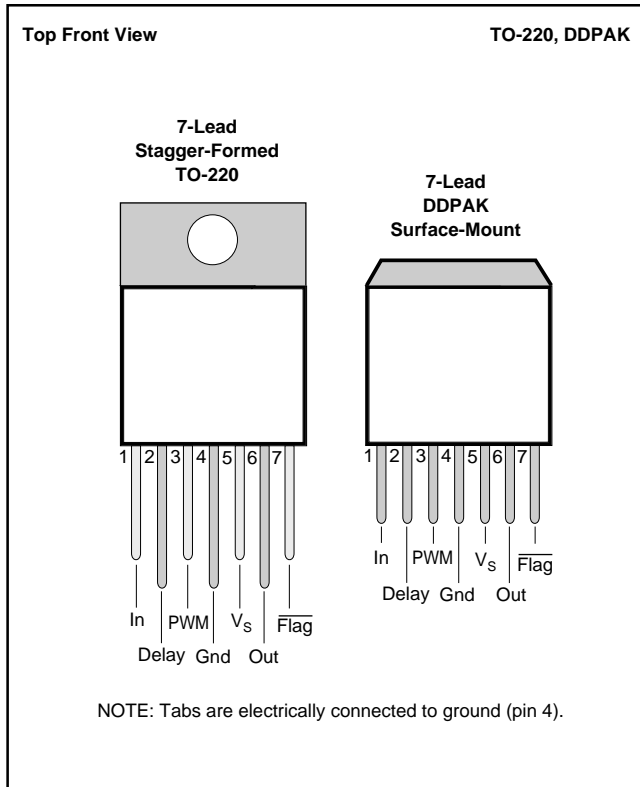 Top Front View TO-220, DDPAK
7-Lead
Stagger-Formed
TO-220
7-Lead
DDPAK
Surface-Mount
1 2 3 4 5 6 7
In PWM VS Flag
Delay Gnd Out
1 2 3 4 5 6 7
In PWM VS Flag
Delay Gnd Out
NOTE: Tabs are electrically connected to ground (pin 4).